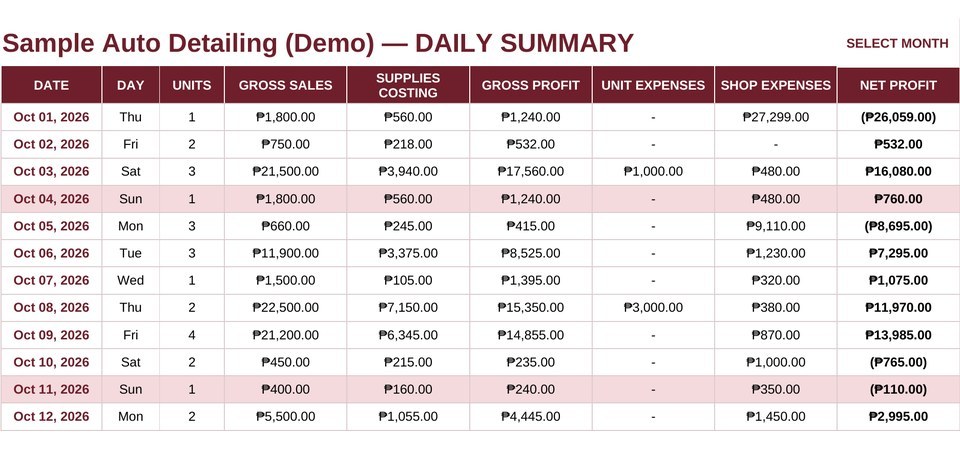 Sample Auto Detailing (Demo) — DAILY SUMMARY SELECT MONTH
DATE DAY UNITS GROSS SALES SUPPLIES COSTING GROSS PROFIT UNIT EXPENSES SHOP EXPENSES NET PROFIT
Oct 01, 2026 Thu 1 ₱1,800.00 ₱560.00 ₱1,240.00 - ₱27,299.00 (₱26,059.00)
Oct 02, 2026 Fri 2 ₱750.00 ₱218.00 ₱532.00 - - ₱532.00
Oct 03, 2026 Sat 3 ₱21,500.00 ₱3,940.00 ₱17,560.00 ₱1,000.00 ₱480.00 ₱16,080.00
Oct 04, 2026 Sun 1 ₱1,800.00 ₱560.00 ₱1,240.00 - ₱480.00 ₱760.00
Oct 05, 2026 Mon 3 ₱660.00 ₱245.00 ₱415.00 - ₱9,110.00 (₱8,695.00)
Oct 06, 2026 Tue 3 ₱11,900.00 ₱3,375.00 ₱8,525.00 - ₱1,230.00 ₱7,295.00
Oct 07, 2026 Wed 1 ₱1,500.00 ₱105.00 ₱1,395.00 - ₱320.00 ₱1,075.00
Oct 08, 2026 Thu 2 ₱22,500.00 ₱7,150.00 ₱15,350.00 ₱3,000.00 ₱380.00 ₱11,970.00
Oct 09, 2026 Fri 4 ₱21,200.00 ₱6,345.00 ₱14,855.00 - ₱870.00 ₱13,985.00
Oct 10, 2026 Sat 2 ₱450.00 ₱215.00 ₱235.00 - ₱1,000.00 (₱765.00)
Oct 11, 2026 Sun 1 ₱400.00 ₱160.00 ₱240.00 - ₱350.00 (₱110.00)
Oct 12, 2026 Mon 2 ₱5,500.00 ₱1,055.00 ₱4,445.00 - ₱1,450.00 ₱2,995.00